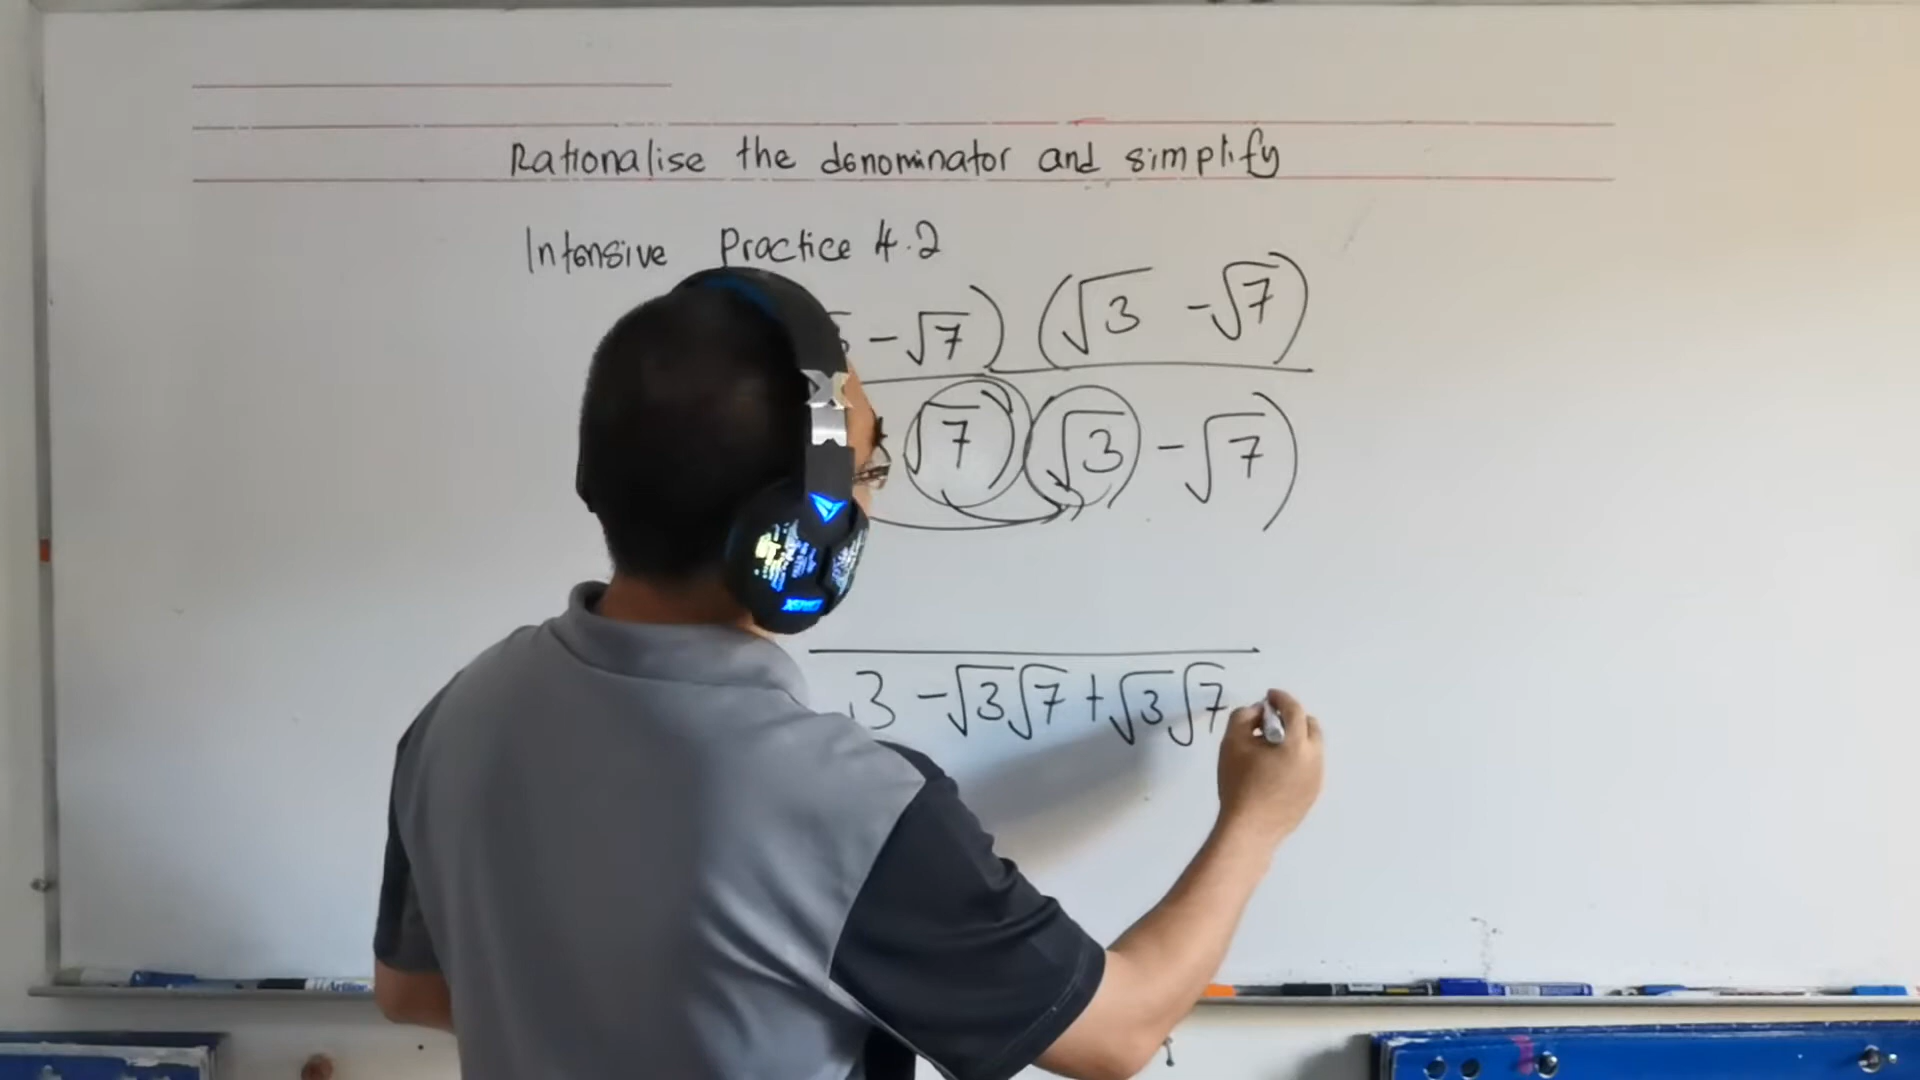 Rationalise the denominator and simplify
Intensive Practice 4.2
- √7) (√3 - √7)
√7) √3 - √7)
3 - √3√7 + √3√7